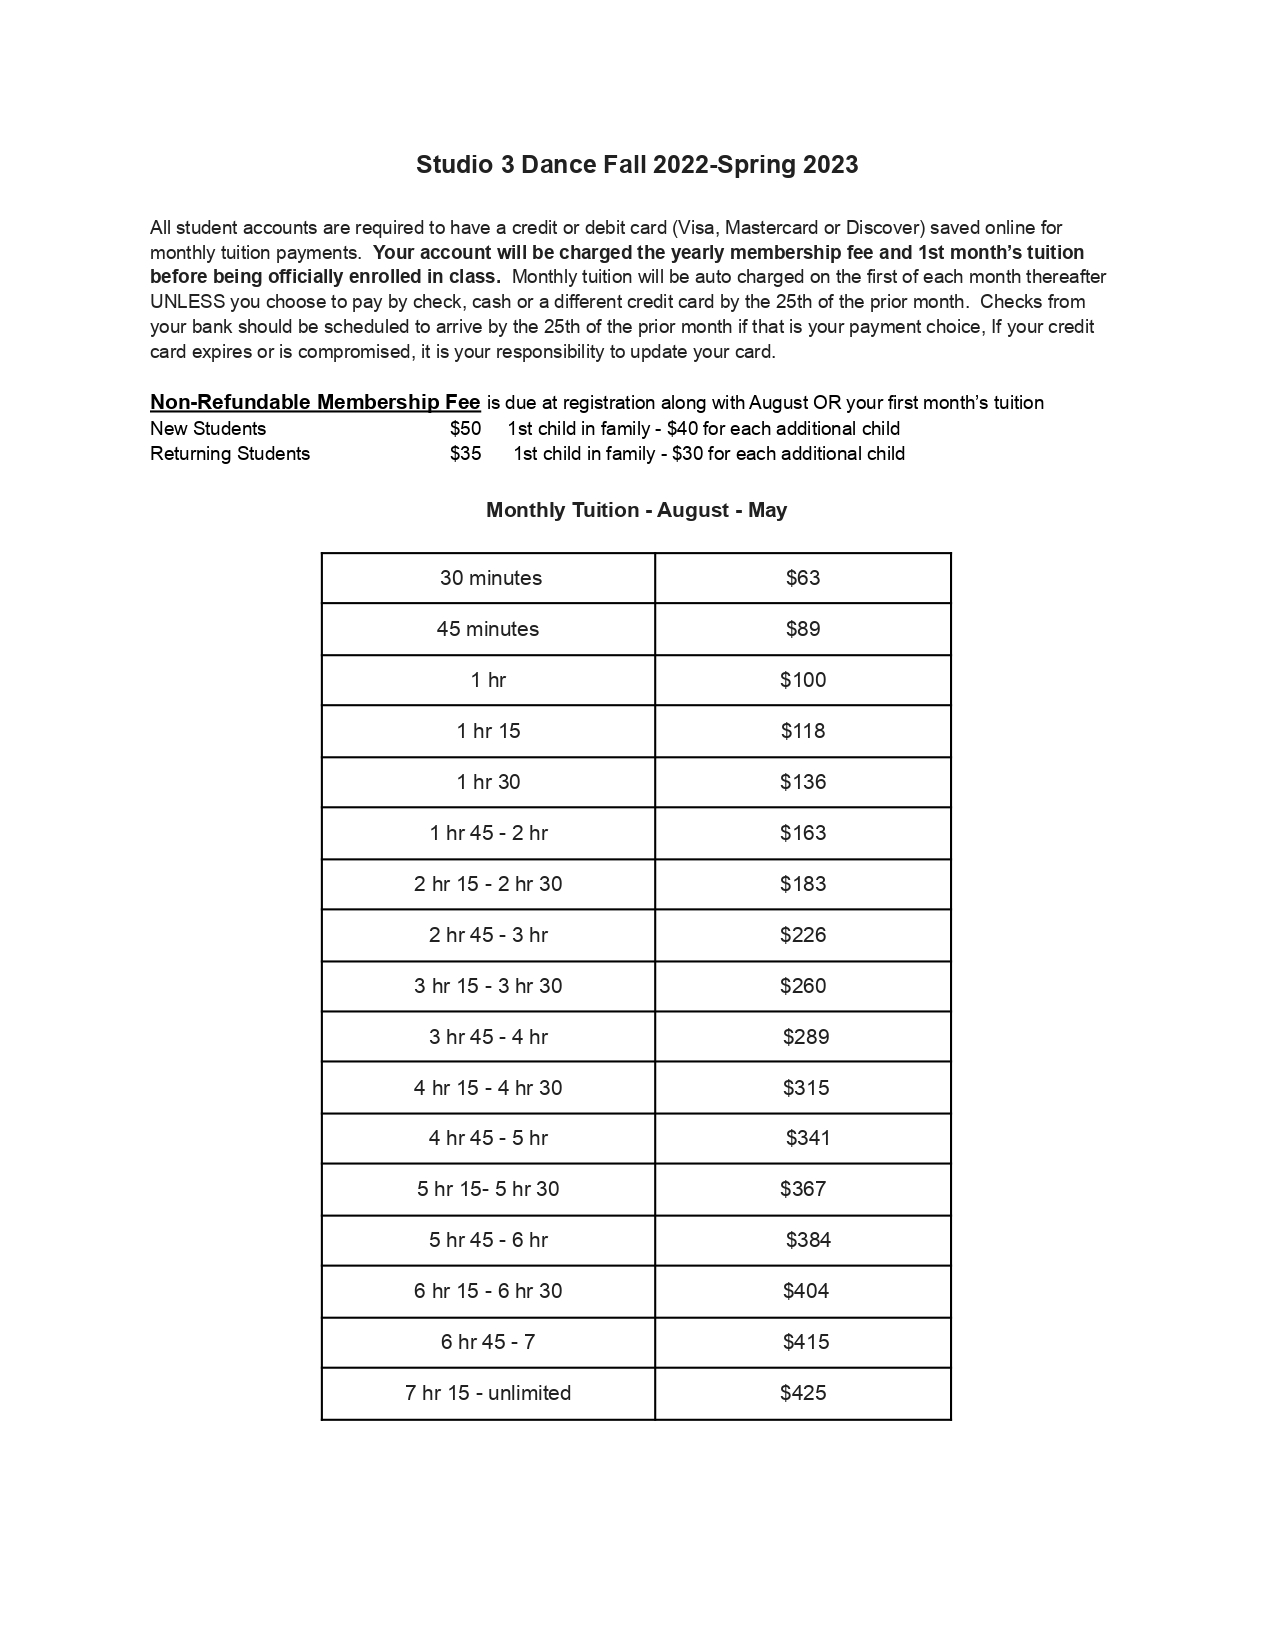 Studio 3 Dance Fall 2022-Spring 2023
All student accounts are required to have a credit or debit card (Visa, Mastercard or Discover) saved online for
monthly tuition payments.  Your account will be charged the yearly membership fee and 1st month’s tuition
before being officially enrolled in class.  Monthly tuition will be auto charged on the first of each month thereafter
UNLESS you choose to pay by check, cash or a different credit card by the 25th of the prior month.  Checks from
your bank should be scheduled to arrive by the 25th of the prior month if that is your payment choice, If your credit
card expires or is compromised, it is your responsibility to update your card.
Non-Refundable Membership Fee is due at registration along with August OR your first month’s tuition
New Students $50 1st child in family - $40 for each additional child
Returning Students $35 1st child in family - $30 for each additional child
Monthly Tuition - August - May
30 minutes $63
45 minutes $89
1 hr $100
1 hr 15 $118
1 hr 30 $136
1 hr 45 - 2 hr $163
2 hr 15 - 2 hr 30 $183
2 hr 45 - 3 hr $226
3 hr 15 - 3 hr 30 $260
3 hr 45 - 4 hr $289
4 hr 15 - 4 hr 30 $315
4 hr 45 - 5 hr $341
5 hr 15- 5 hr 30 $367
5 hr 45 - 6 hr $384
6 hr 15 - 6 hr 30 $404
6 hr 45 - 7 $415
7 hr 15 - unlimited $425